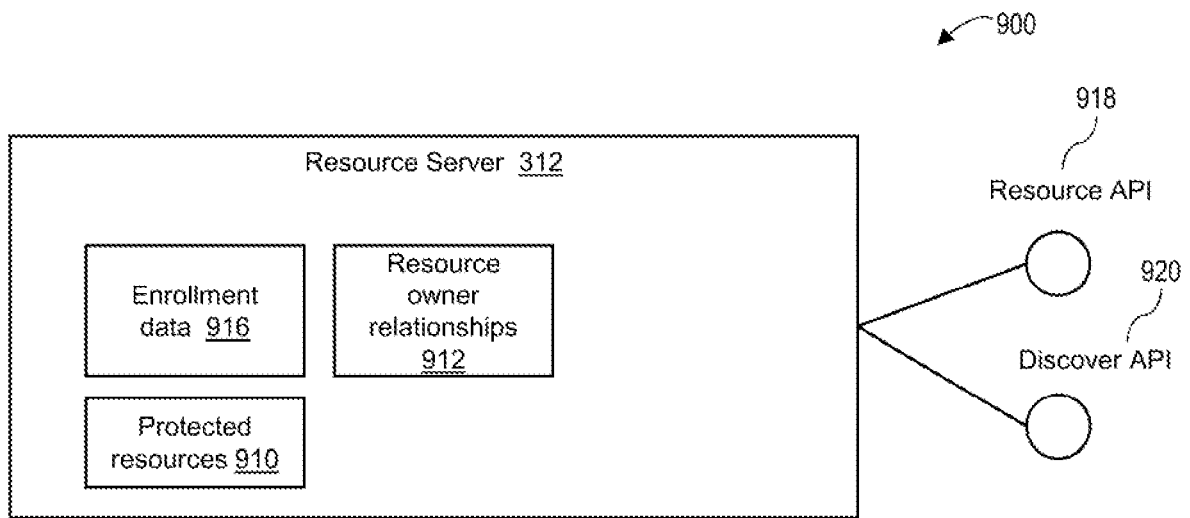 900
918
Resource Server 312
Resource API
Enrollment
data 916
Resource
owner
relationships
912
920
Discover API
Protected
resources 910